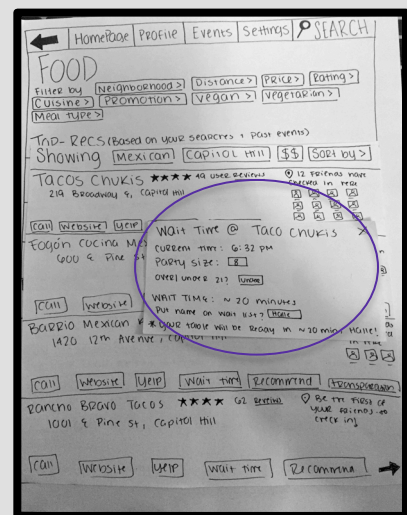 HomePage Profile Events Settings SEARCH
FOOD
Filter by Neighborhood > Distance > Price > Rating >
Cuisine > Promotion > Vegan > Vegetarian >
Meal type >
Trip-Recs (Based on your searches + past events)
Showing Mexican Capitol Hill $$ Sort by >
Tacos Chukis ★★★★ 49 user reviews
219 Broadway E, Capitol Hill
12 Friends have
checked in here
Call Website Yelp
Fogón Cocina Mex
600 E Pine St
Wait Time @ Taco Chukis
Current time: 6:32 PM
Party size: 8
Over/under 21? Under
WAIT TIME: ~20 minutes
Put name on wait list? Halle
* Your table will be ready in ~20 min, Halle!
Call Website
Barrio Mexican
1420 12th Avenue, Capitol Hill
in here
Call Website Yelp Wait time Recommend
Rancho Bravo Tacos ★★★★ 62 reviews
1001 E Pine St, Capitol Hill
Be the first of
your friends to
check in!
Call Website Yelp Wait time Recommend